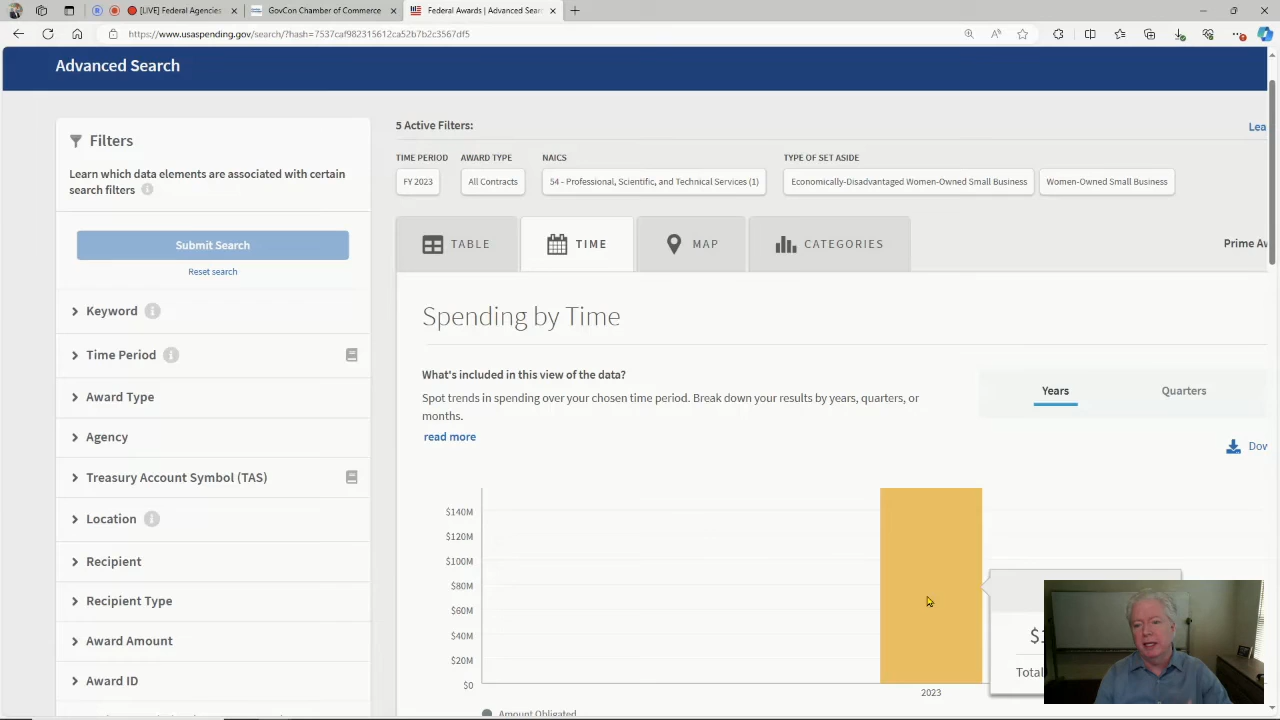 [LIVE] Federal Agencies
GovCon Chamber of Commerce
Federal Awards | Advanced Sear
https://www.usaspending.gov/search/?hash=7537caf982315612ca52b7b2c3567df5
Advanced Search
Filters
Learn which data elements are associated with certain
search filters
Submit Search
Reset search
Keyword
Time Period
Award Type
Agency
Treasury Account Symbol (TAS)
Location
Recipient
Recipient Type
Award Amount
Award ID
5 Active Filters:
Lea
TIME PERIOD AWARD TYPE NAICS TYPE OF SET ASIDE
FY 2023 All Contracts 54 - Professional, Scientific, and Technical Services (1) Economically-Disadvantaged Women-Owned Small Business Women-Owned Small Business
TABLE TIME MAP CATEGORIES
Prime Aw
Spending by Time
What's included in this view of the data?
Spot trends in spending over your chosen time period. Break down your results by years, quarters, or
months.
read more
Years Quarters
Dow
$140M
$120M
$100M
$80M
$60M
$40M
$20M
$0
2023
Total
Amount Obligated